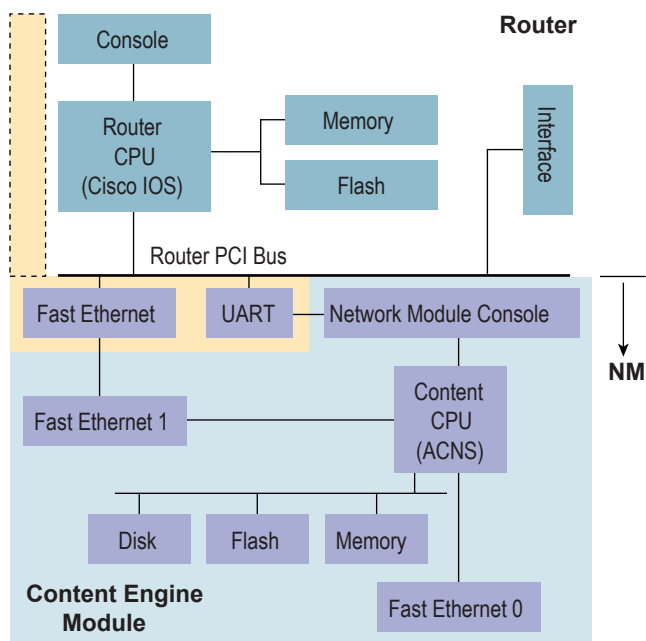 Router
Console
Router
CPU
(Cisco IOS)
Memory
Flash
Interface
Router PCI Bus
Fast Ethernet
UART
Network Module Console
NM
Fast Ethernet 1
Content
CPU
(ACNS)
Disk
Flash
Memory
Content Engine
Module
Fast Ethernet 0